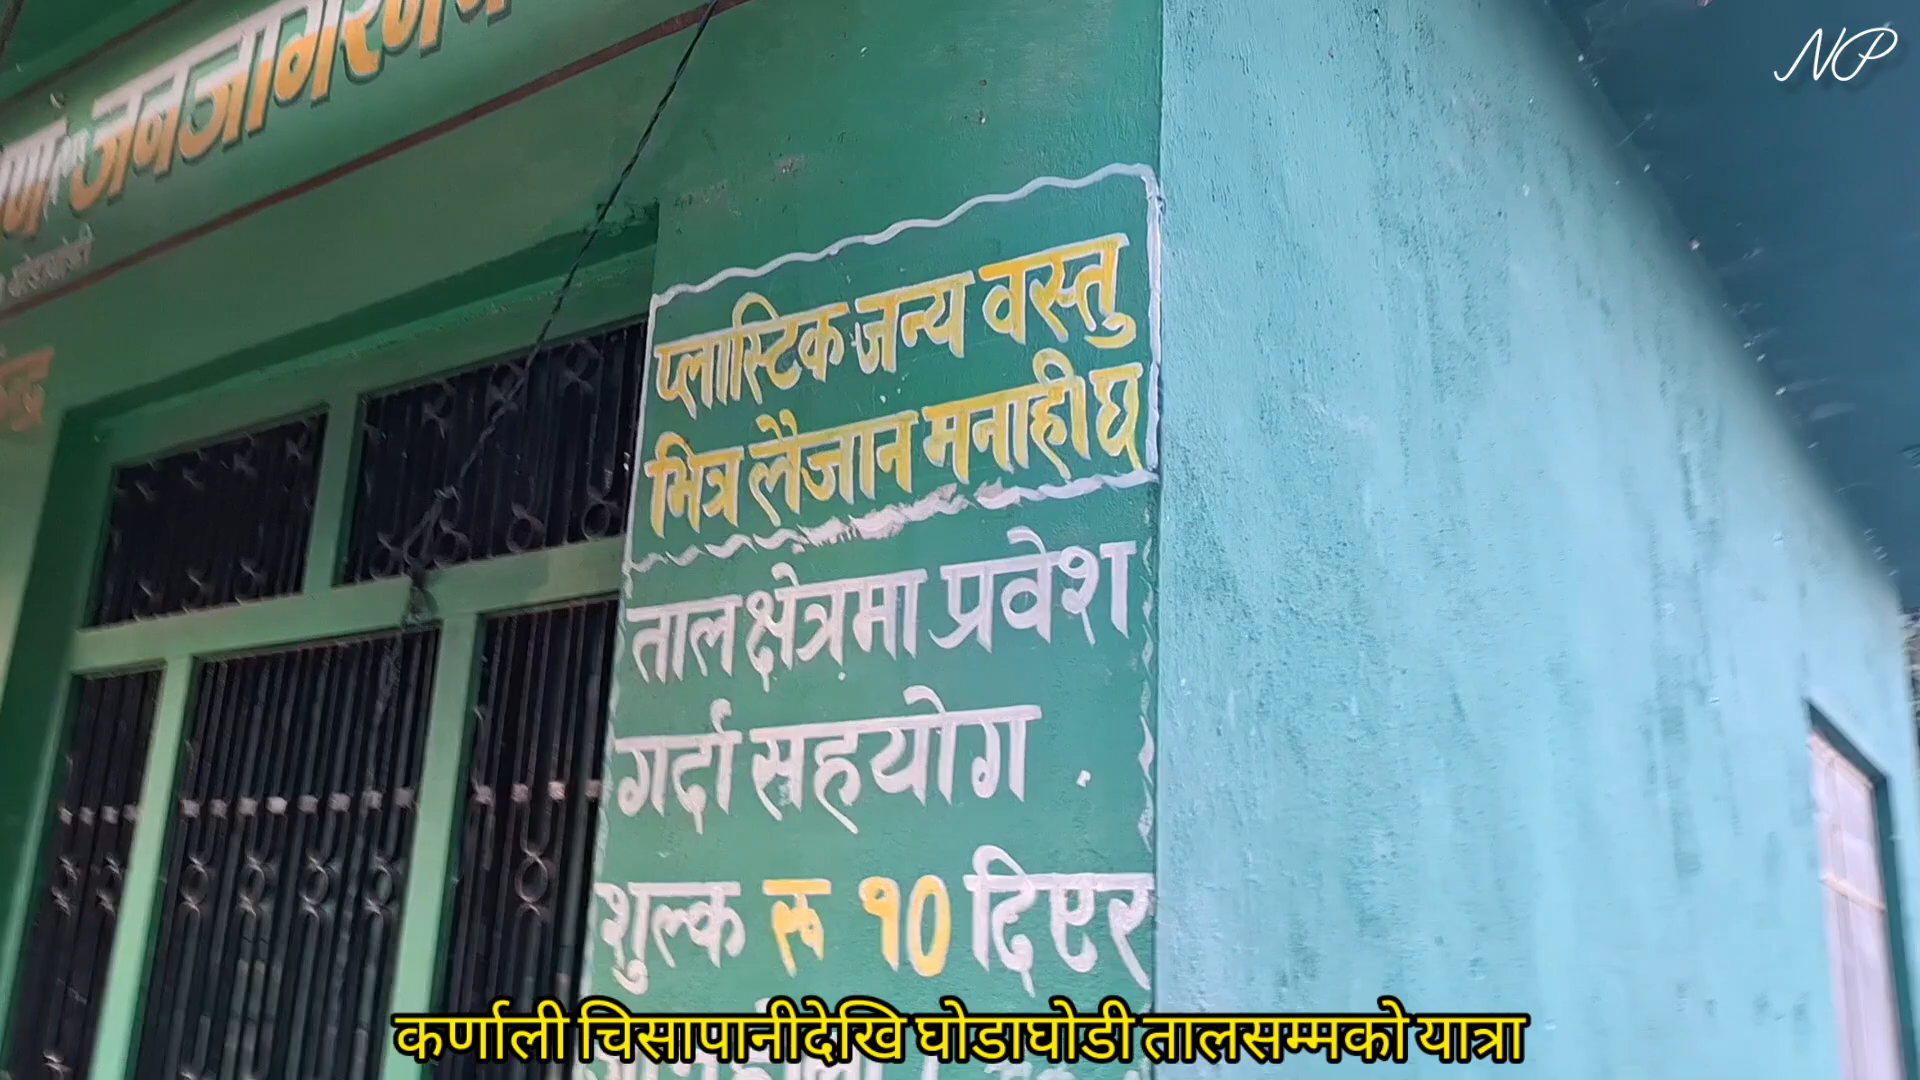 जनजागरण
NP
प्लास्टिक जन्य वस्तु
भित्र लैजान मनाही छ
ताल क्षेत्रमा प्रवेश
गर्दा सहयोग
शुल्क रू १० दिएर
कर्णाली चिसापानीदेखि घोडाघोडी तालसम्मको यात्रा